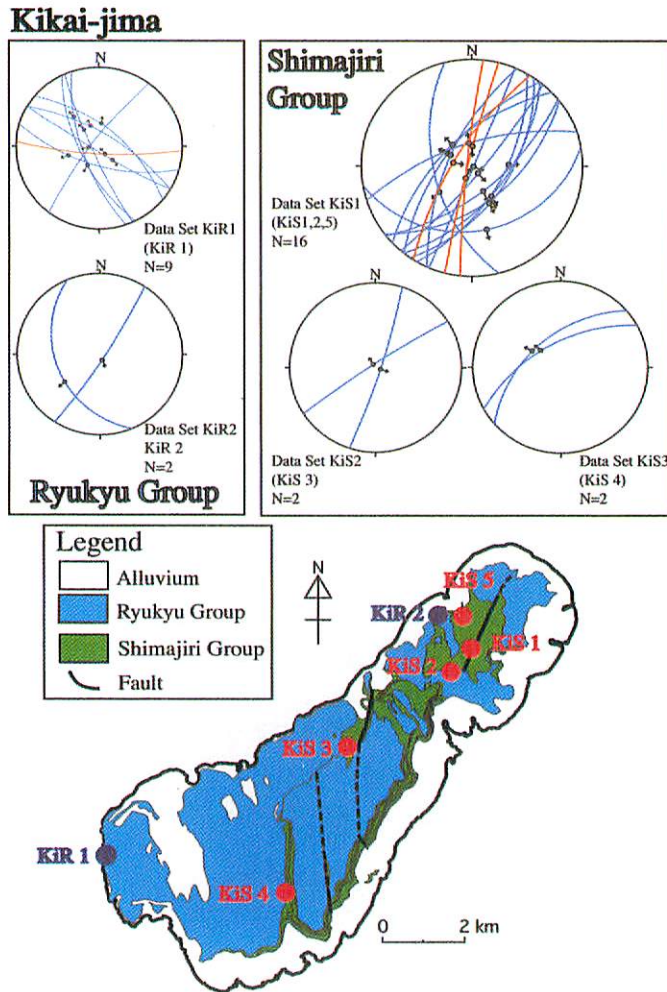 Kikai-jima
N
Data Set KiR1
(KiR 1)
N=9
N
Data Set KiR2
KiR 2
N=2
Ryukyu Group
Shimajiri
Group
N
Data Set KiS1
(KiS1,2,5)
N=16
N
Data Set KiS2
(KiS 3)
N=2
N
Data Set KiS3
(KiS 4)
N=2
Legend
Alluvium
Ryukyu Group
Shimajiri Group
Fault
N
KiS 5
KiR 2
KiS 1
KiS 2
KiS 3
KiR 1
KiS 4
0 2 km